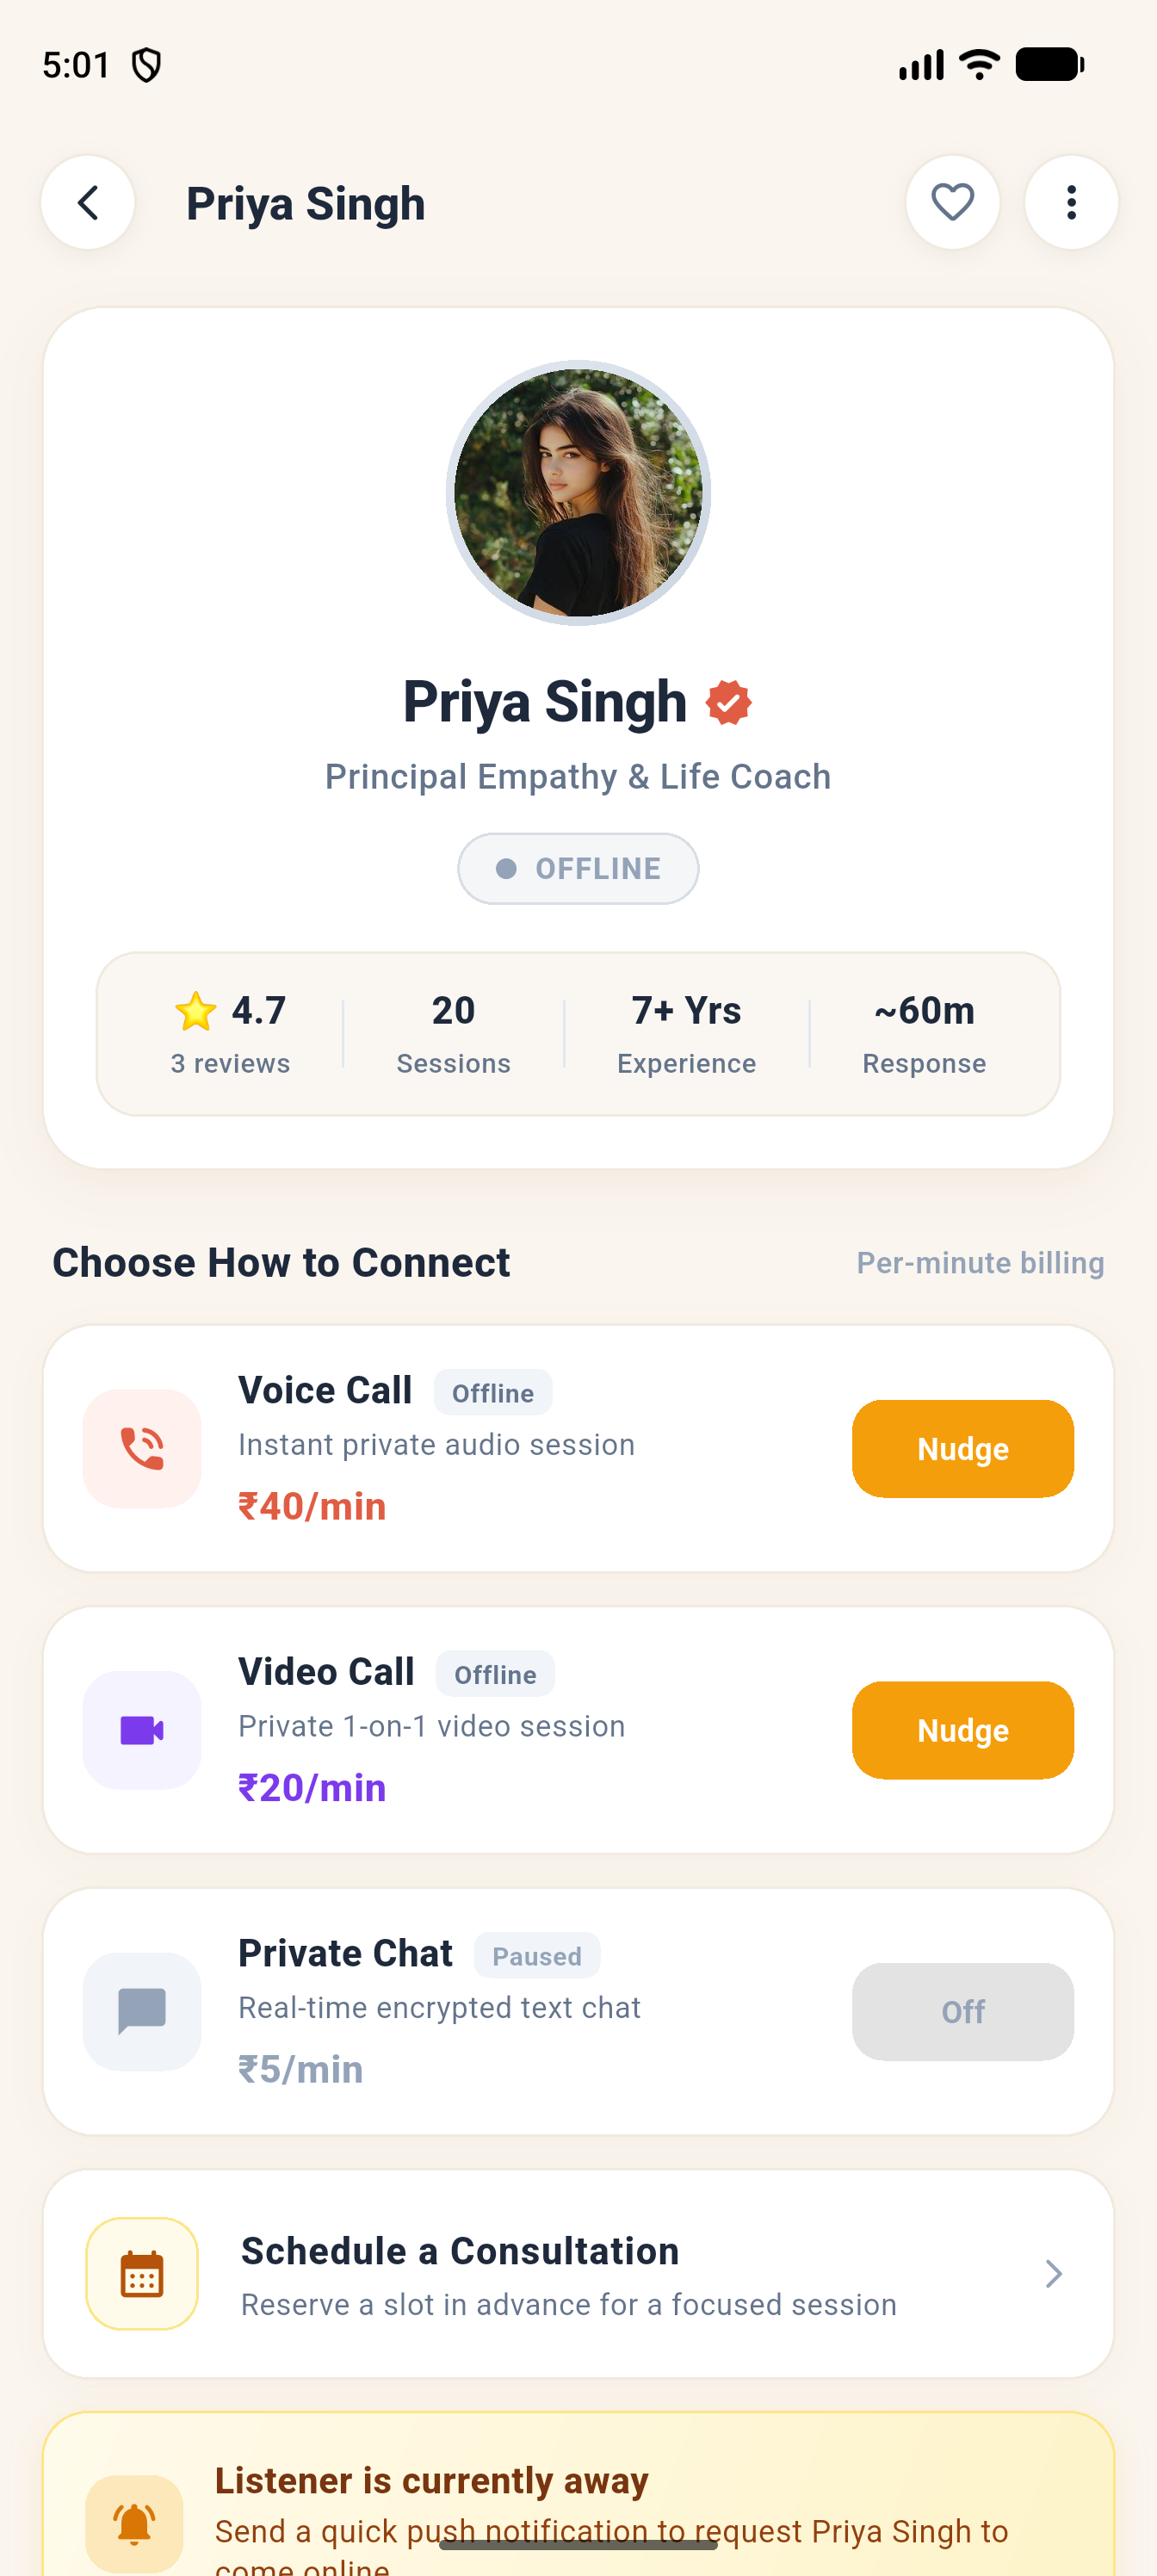 5:01
Priya Singh
Priya Singh
Principal Empathy & Life Coach
OFFLINE
⭐ 4.7
3 reviews
20
Sessions
7+ Yrs
Experience
~60m
Response
Choose How to Connect
Per-minute billing
Voice Call
Offline
Instant private audio session
₹40/min
Nudge
Video Call
Offline
Private 1-on-1 video session
₹20/min
Nudge
Private Chat
Paused
Real-time encrypted text chat
₹5/min
Off
Schedule a Consultation
Reserve a slot in advance for a focused session
Listener is currently away
Send a quick push notification to request Priya Singh to
come online